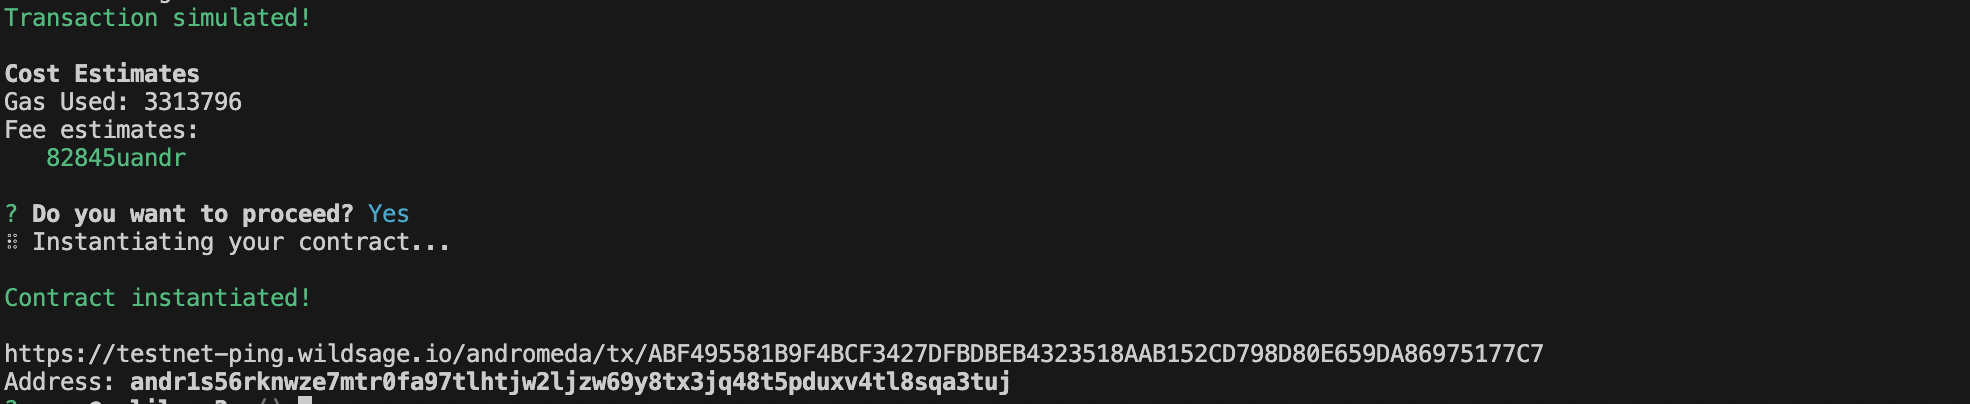 Transaction simulated!
Cost Estimates
Gas Used: 3313796
Fee estimates:
82845uandr
? Do you want to proceed? Yes
⠿ Instantiating your contract...
Contract instantiated!
https://testnet-ping.wildsage.io/andromeda/tx/ABF495581B9F4BCF3427DFBDBEB4323518AAB152CD798D80E659DA86975177C7
Address: andr1s56rknwze7mtr0fa97tlhtjw2ljzw69y8tx3jq48t5pduxv4tl8sqa3tuj